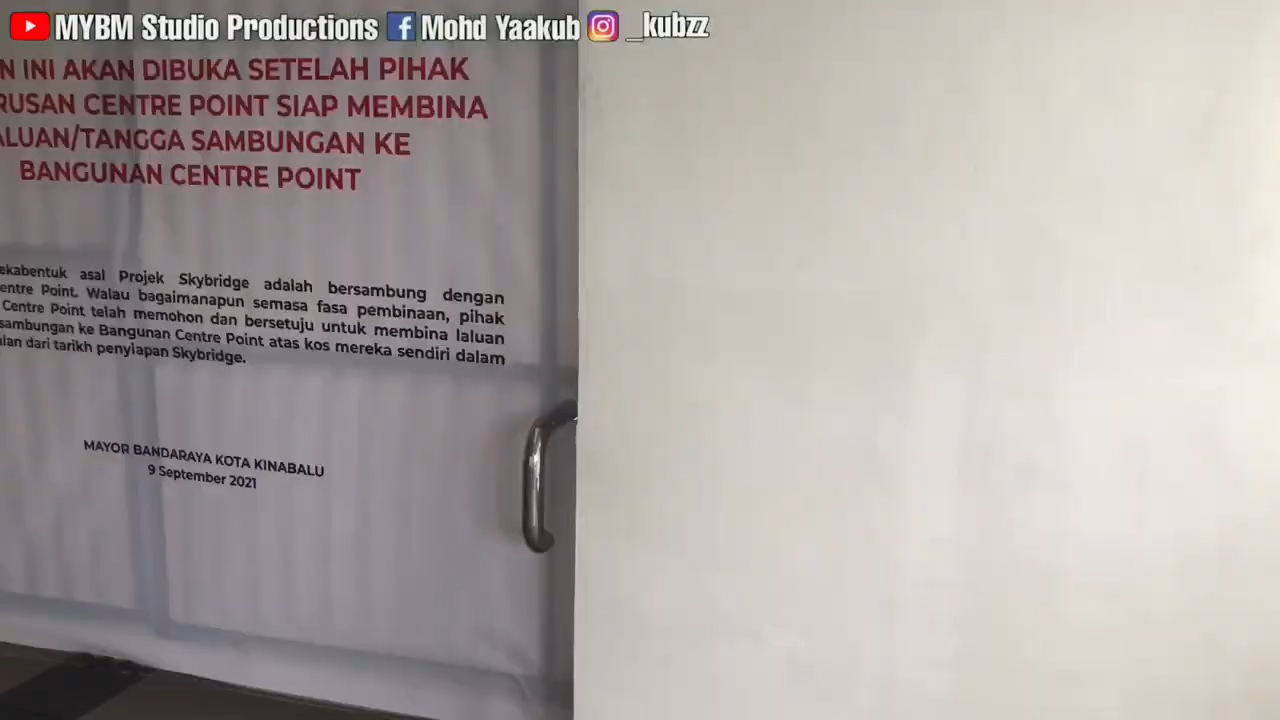 MYBM Studio Productions Mohd Yaakub _kubzz
N INI AKAN DIBUKA SETELAH PIHAK
RUSAN CENTRE POINT SIAP MEMBINA
ALUAN/TANGGA SAMBUNGAN KE
BANGUNAN CENTRE POINT
ekabentuk asal Projek Skybridge adalah bersambung dengan
entre Point. Walau bagaimanapun semasa fasa pembinaan, pihak
Centre Point telah memohon dan bersetuju untuk membina laluan
sambungan ke Bangunan Centre Point atas kos mereka sendiri dalam
ulan dari tarikh penyiapan Skybridge.
MAYOR BANDARAYA KOTA KINABALU
9 September 2021